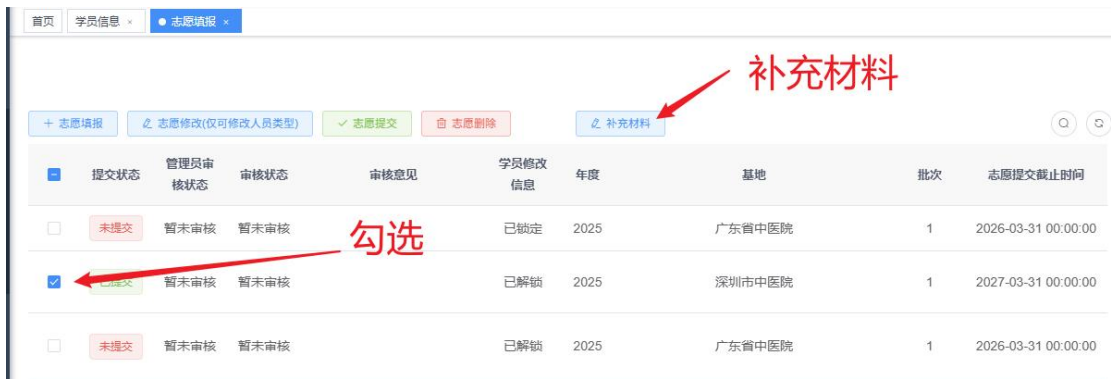 首页 学员信息 × 志愿填报 ×
补充材料
+ 志愿填报 志愿修改(仅可修改人员类型) 志愿提交 志愿删除 补充材料
提交状态 管理员审核状态 审核状态 审核意见 学员修改信息 年度 基地 批次 志愿提交截止时间
未提交 暂未审核 暂未审核 已锁定 2025 广东省中医院 1 2026-03-31 00:00:00
勾选
已提交 暂未审核 暂未审核 已解锁 2025 深圳市中医院 1 2027-03-31 00:00:00
未提交 暂未审核 暂未审核 已解锁 2025 广东省中医院 1 2026-03-31 00:00:00